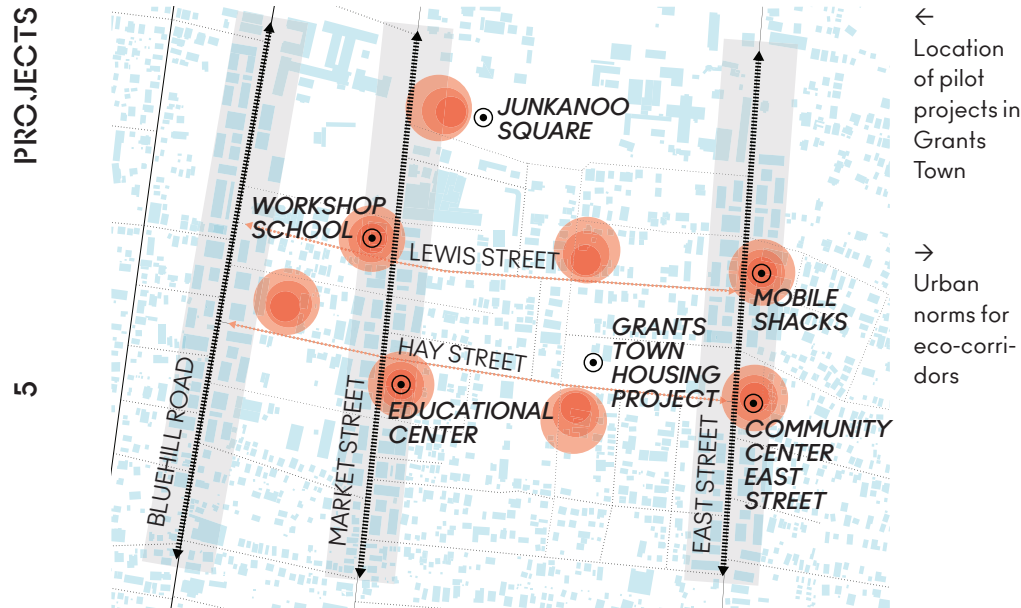 PROJECTS
5
JUNKANOO
SQUARE
WORKSHOP
SCHOOL
LEWIS STREET
MOBILE
SHACKS
GRANTS
TOWN
HOUSING
PROJECT
HAY STREET
EDUCATIONAL
CENTER
COMMUNITY
CENTER
EAST
STREET
BLUEHILL ROAD
MARKET STREET
EAST STREET
←
Location
of pilot
projects in
Grants
Town
→
Urban
norms for
eco-corri-
dors